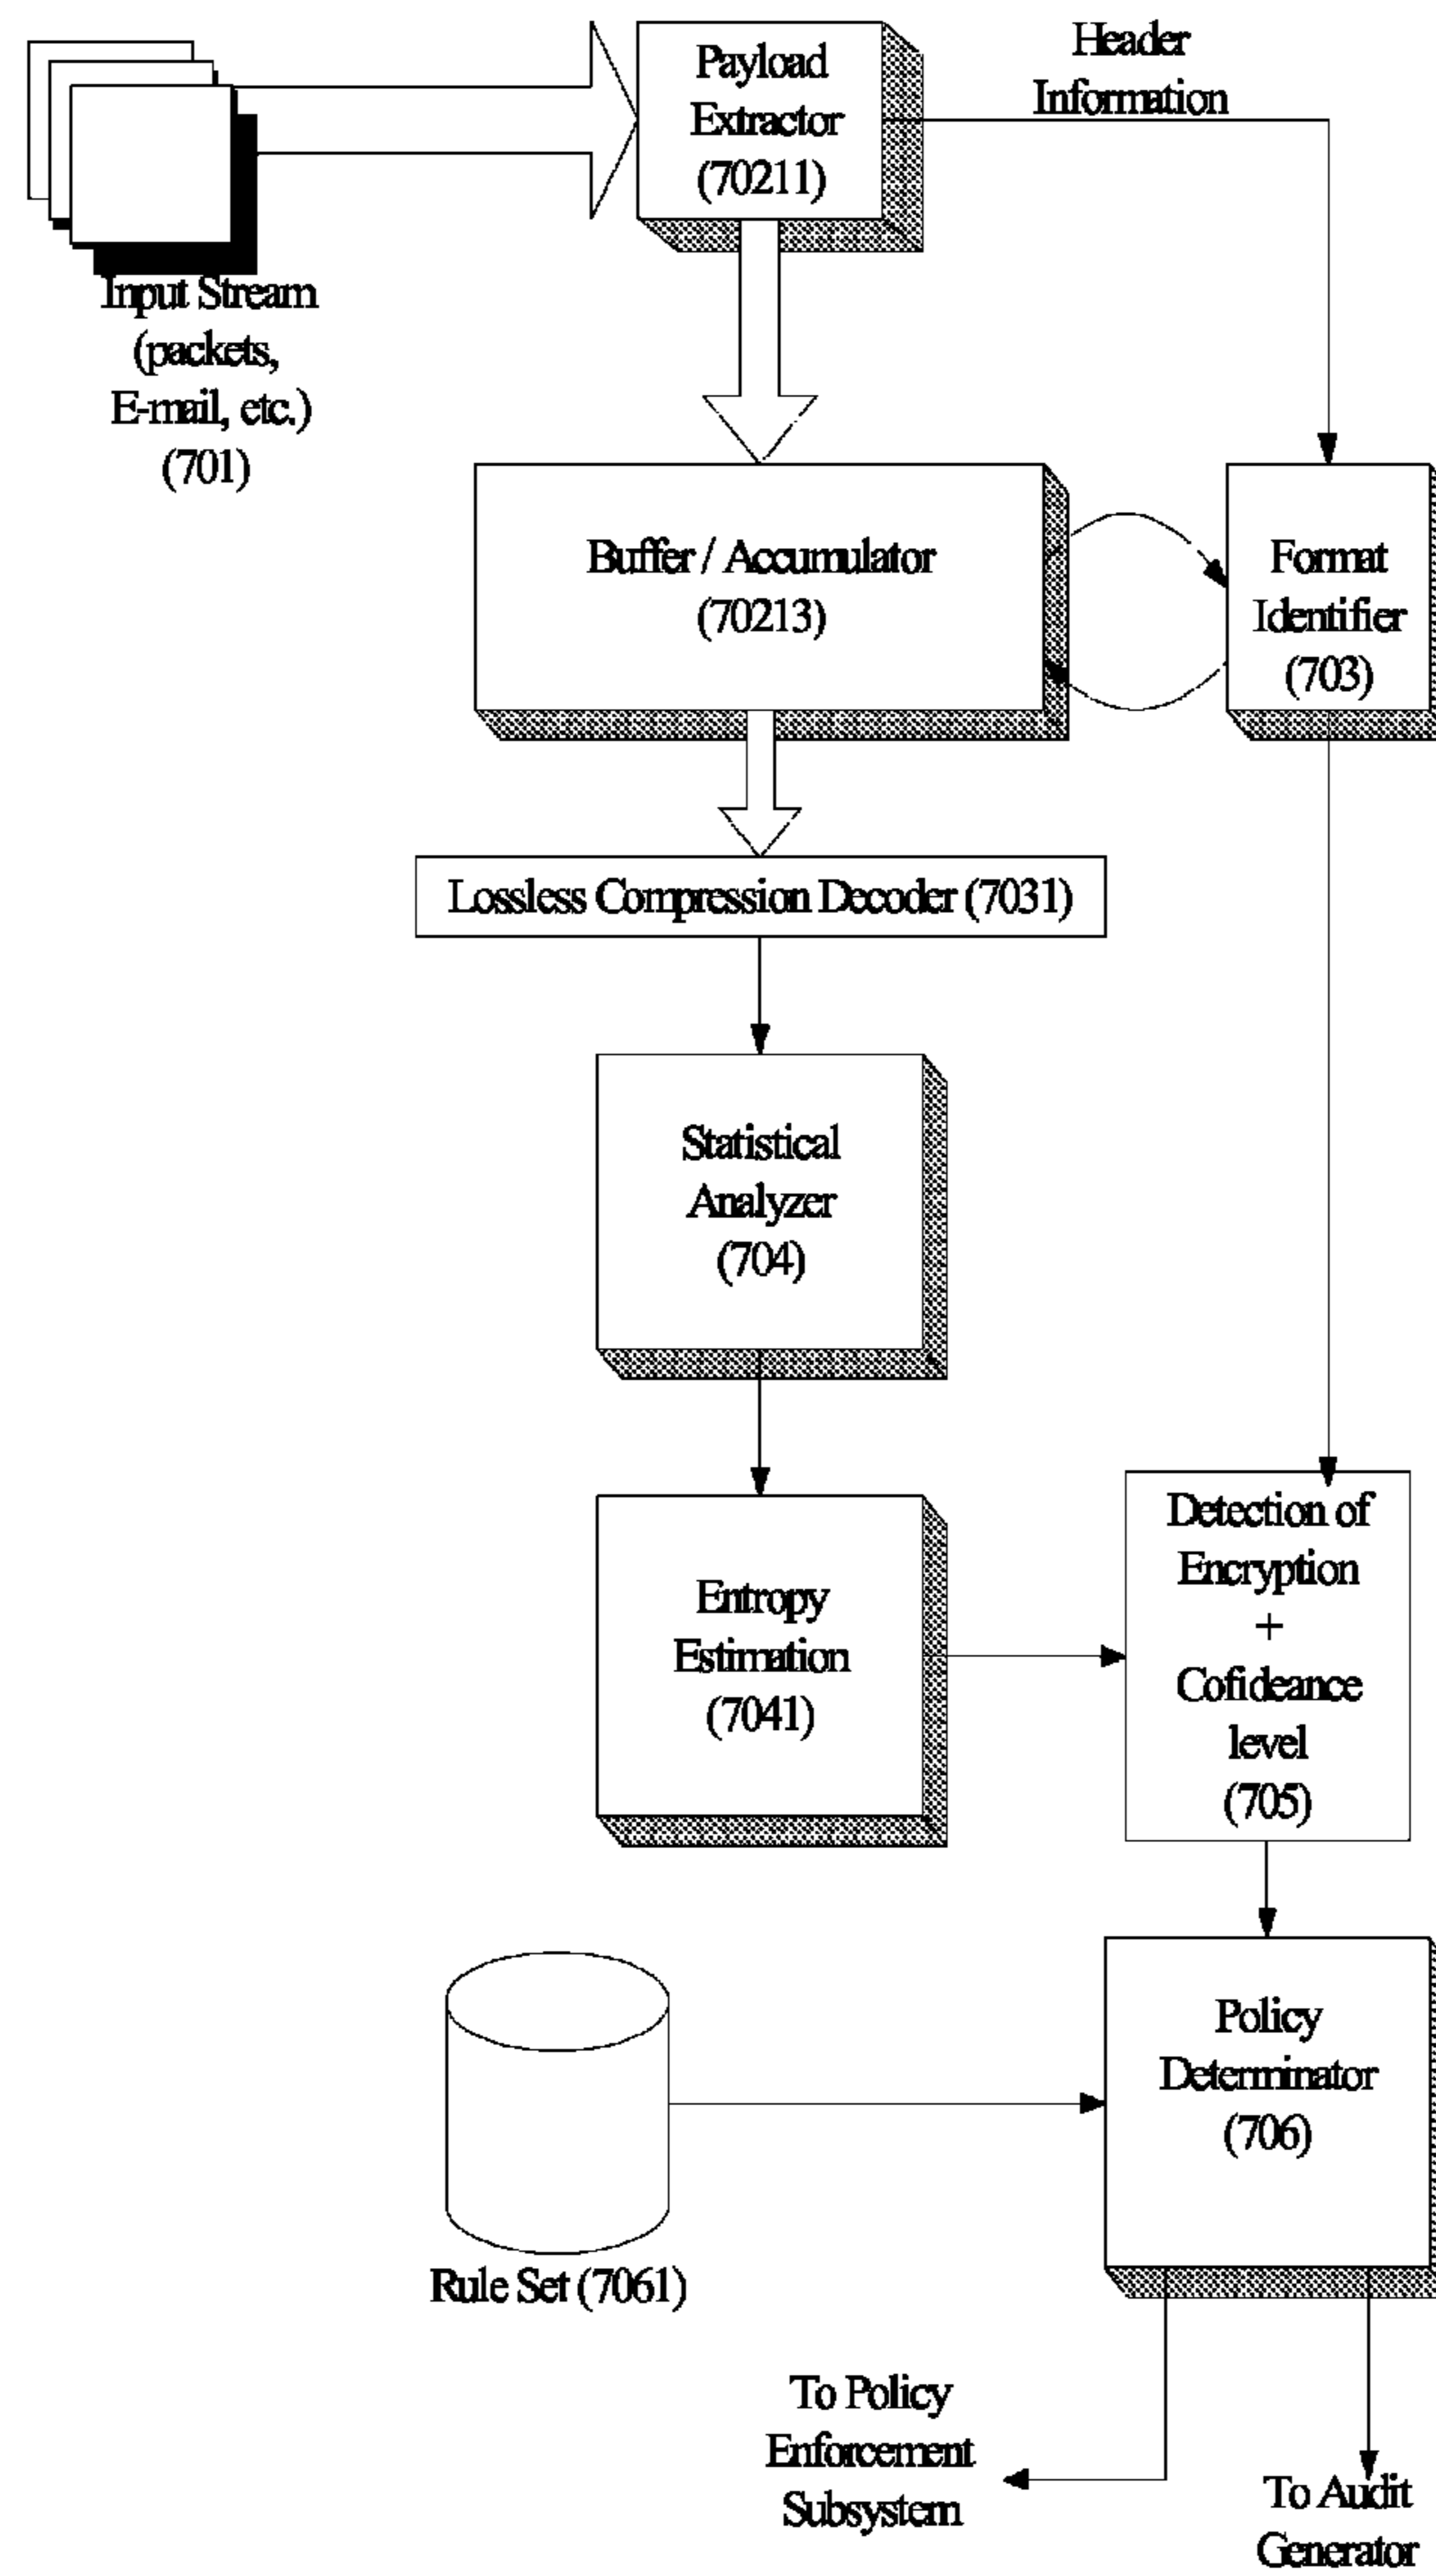 Payload
Extractor
(70211)
Header
Information
Input Stream
(packets,
E-mail, etc.)
(701)
Buffer / Accumulator
(70213)
Format
Identifier
(703)
Lossless Compression Decoder (7031)
Statistical
Analyzer
(704)
Entropy
Estimation
(7041)
Detection of
Encryption
+
Cofideance
level
(705)
Policy
Determinator
(706)
Rule Set (7061)
To Policy
Enforcement
Subsystem
To Audit
Generator